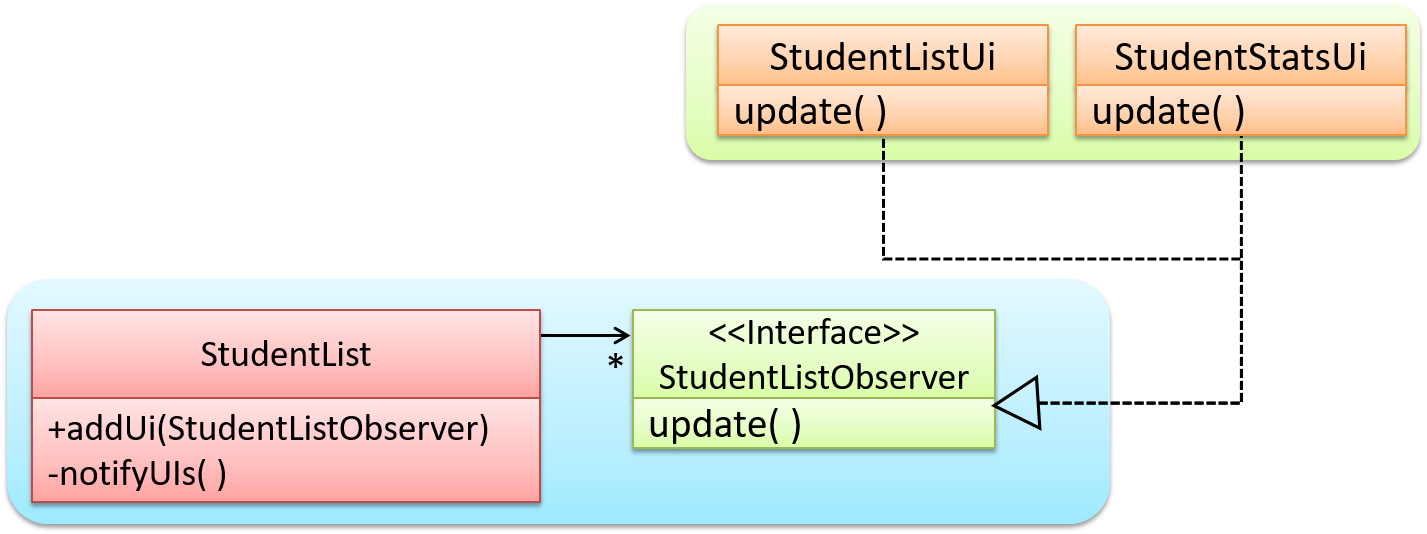 StudentListUi
update( )
StudentStatsUi
update( )
StudentList
+addUi(StudentListObserver)
-notifyUIs( )
*
<<Interface>>
StudentListObserver
update( )